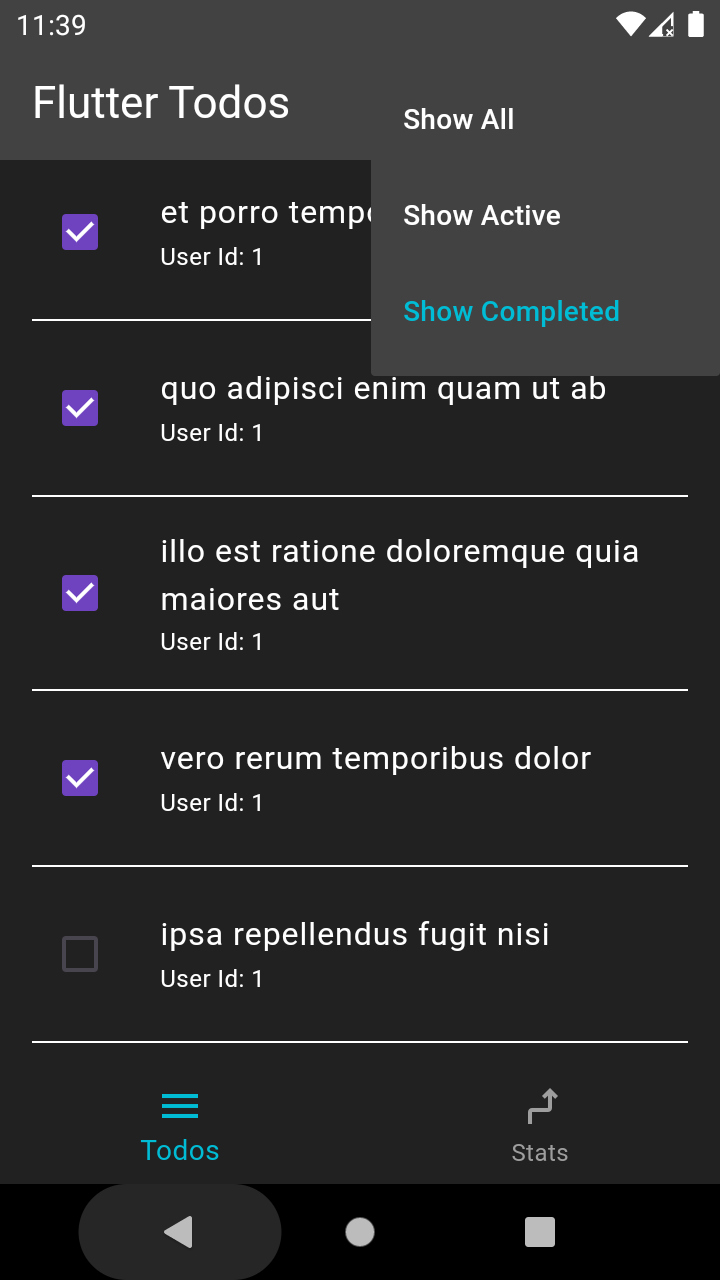 11:39
Flutter Todos
Show All
Show Active
Show Completed
et porro
User Id: 1
quo adipisci enim quam ut ab
User Id: 1
illo est ratione doloremque quia
maiores aut
User Id: 1
vero rerum temporibus dolor
User Id: 1
ipsa repellendus fugit nisi
User Id: 1
Todos
Stats